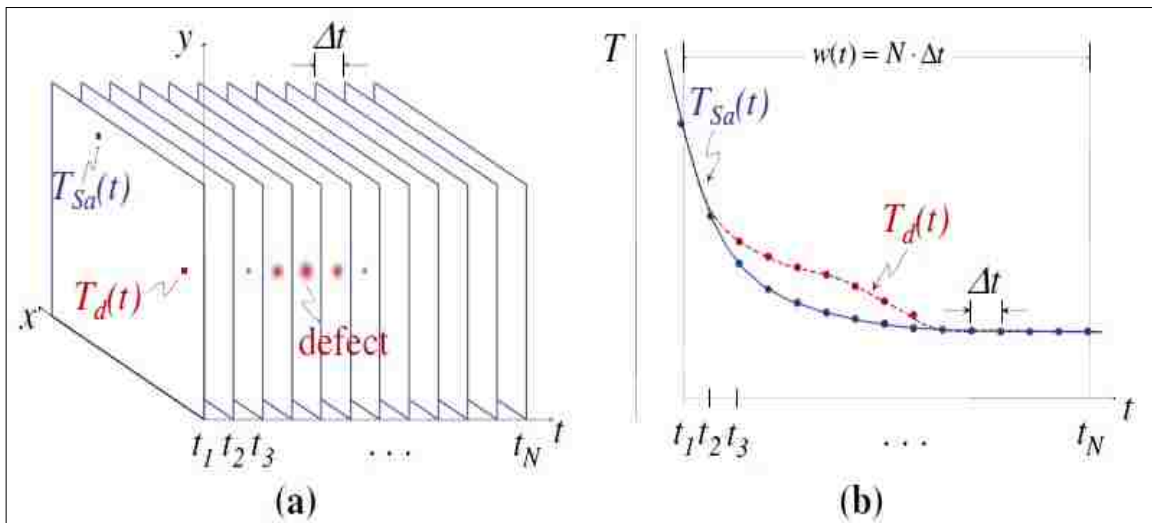 y
Δt
T_Sa(t)
T_d(t)
x
defect
t_1 t_2 t_3 . . . t_N
t
(a)
T
w(t) = N · Δt
T_Sa(t)
T_d(t)
Δt
t_1 t_2 t_3 . . . t_N
t
(b)